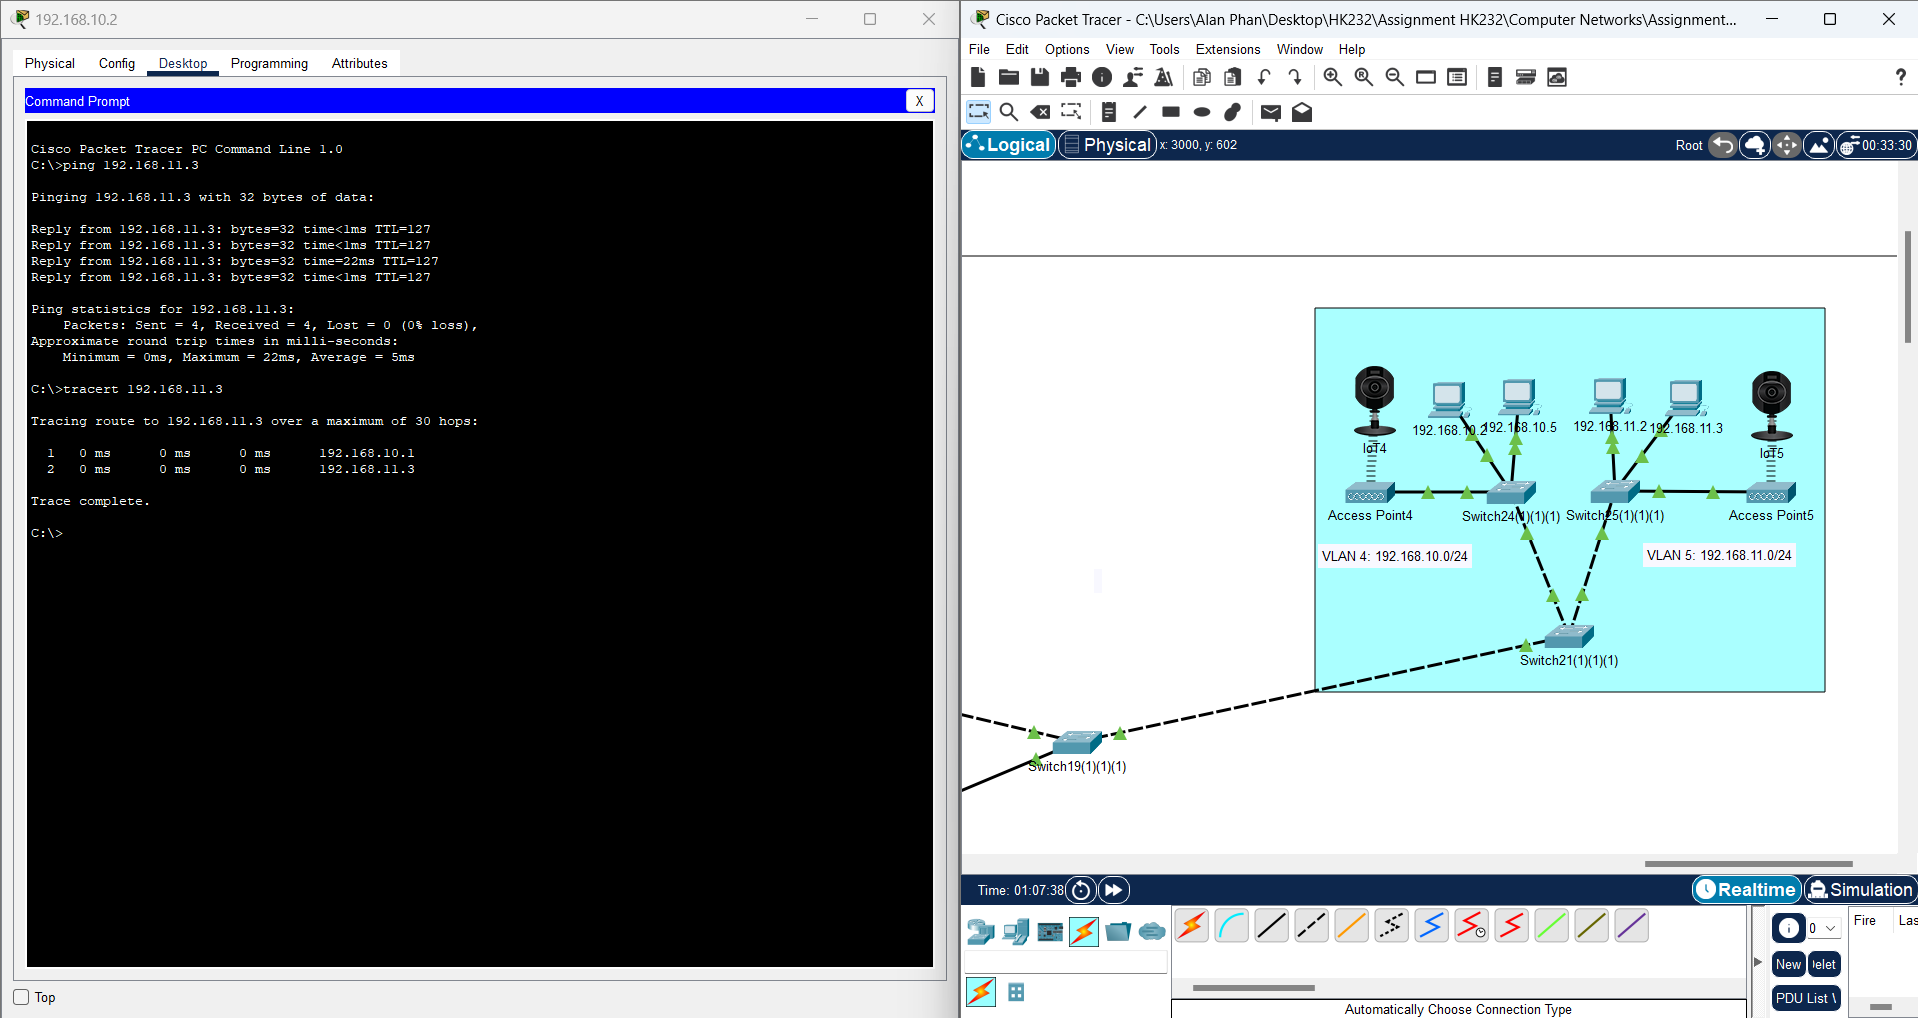 192.168.10.2
Physical Config Desktop Programming Attributes
Command Prompt
X
Cisco Packet Tracer PC Command Line 1.0
C:\>ping 192.168.11.3
Pinging 192.168.11.3 with 32 bytes of data:
Reply from 192.168.11.3: bytes=32 time<1ms TTL=127
Reply from 192.168.11.3: bytes=32 time<1ms TTL=127
Reply from 192.168.11.3: bytes=32 time=22ms TTL=127
Reply from 192.168.11.3: bytes=32 time<1ms TTL=127
Ping statistics for 192.168.11.3:
Packets: Sent = 4, Received = 4, Lost = 0 (0% loss),
Approximate round trip times in milli-seconds:
Minimum = 0ms, Maximum = 22ms, Average = 5ms
C:\>tracert 192.168.11.3
Tracing route to 192.168.11.3 over a maximum of 30 hops:
1 0 ms 0 ms 0 ms 192.168.10.1
2 0 ms 0 ms 0 ms 192.168.11.3
Trace complete.
C:\>
Top
Cisco Packet Tracer - C:\Users\Alan Phan\Desktop\HK232\Assignment HK232\Computer Networks\Assignment...
File Edit Options View Tools Extensions Window Help
?
Logical Physical x: 3000, y: 602
Root 00:33:30
192.168.10.2
192.168.10.5
192.168.11.2
192.168.11.3
IoT4
IoT5
Access Point4
Switch24(1)(1)(1)
Switch25(1)(1)(1)
Access Point5
VLAN 4: 192.168.10.0/24
VLAN 5: 192.168.11.0/24
Switch21(1)(1)(1)
Switch19(1)(1)(1)
Time: 01:07:38
Realtime Simulation
0
Fire Las
New
Delet
PDU List
Automatically Choose Connection Type